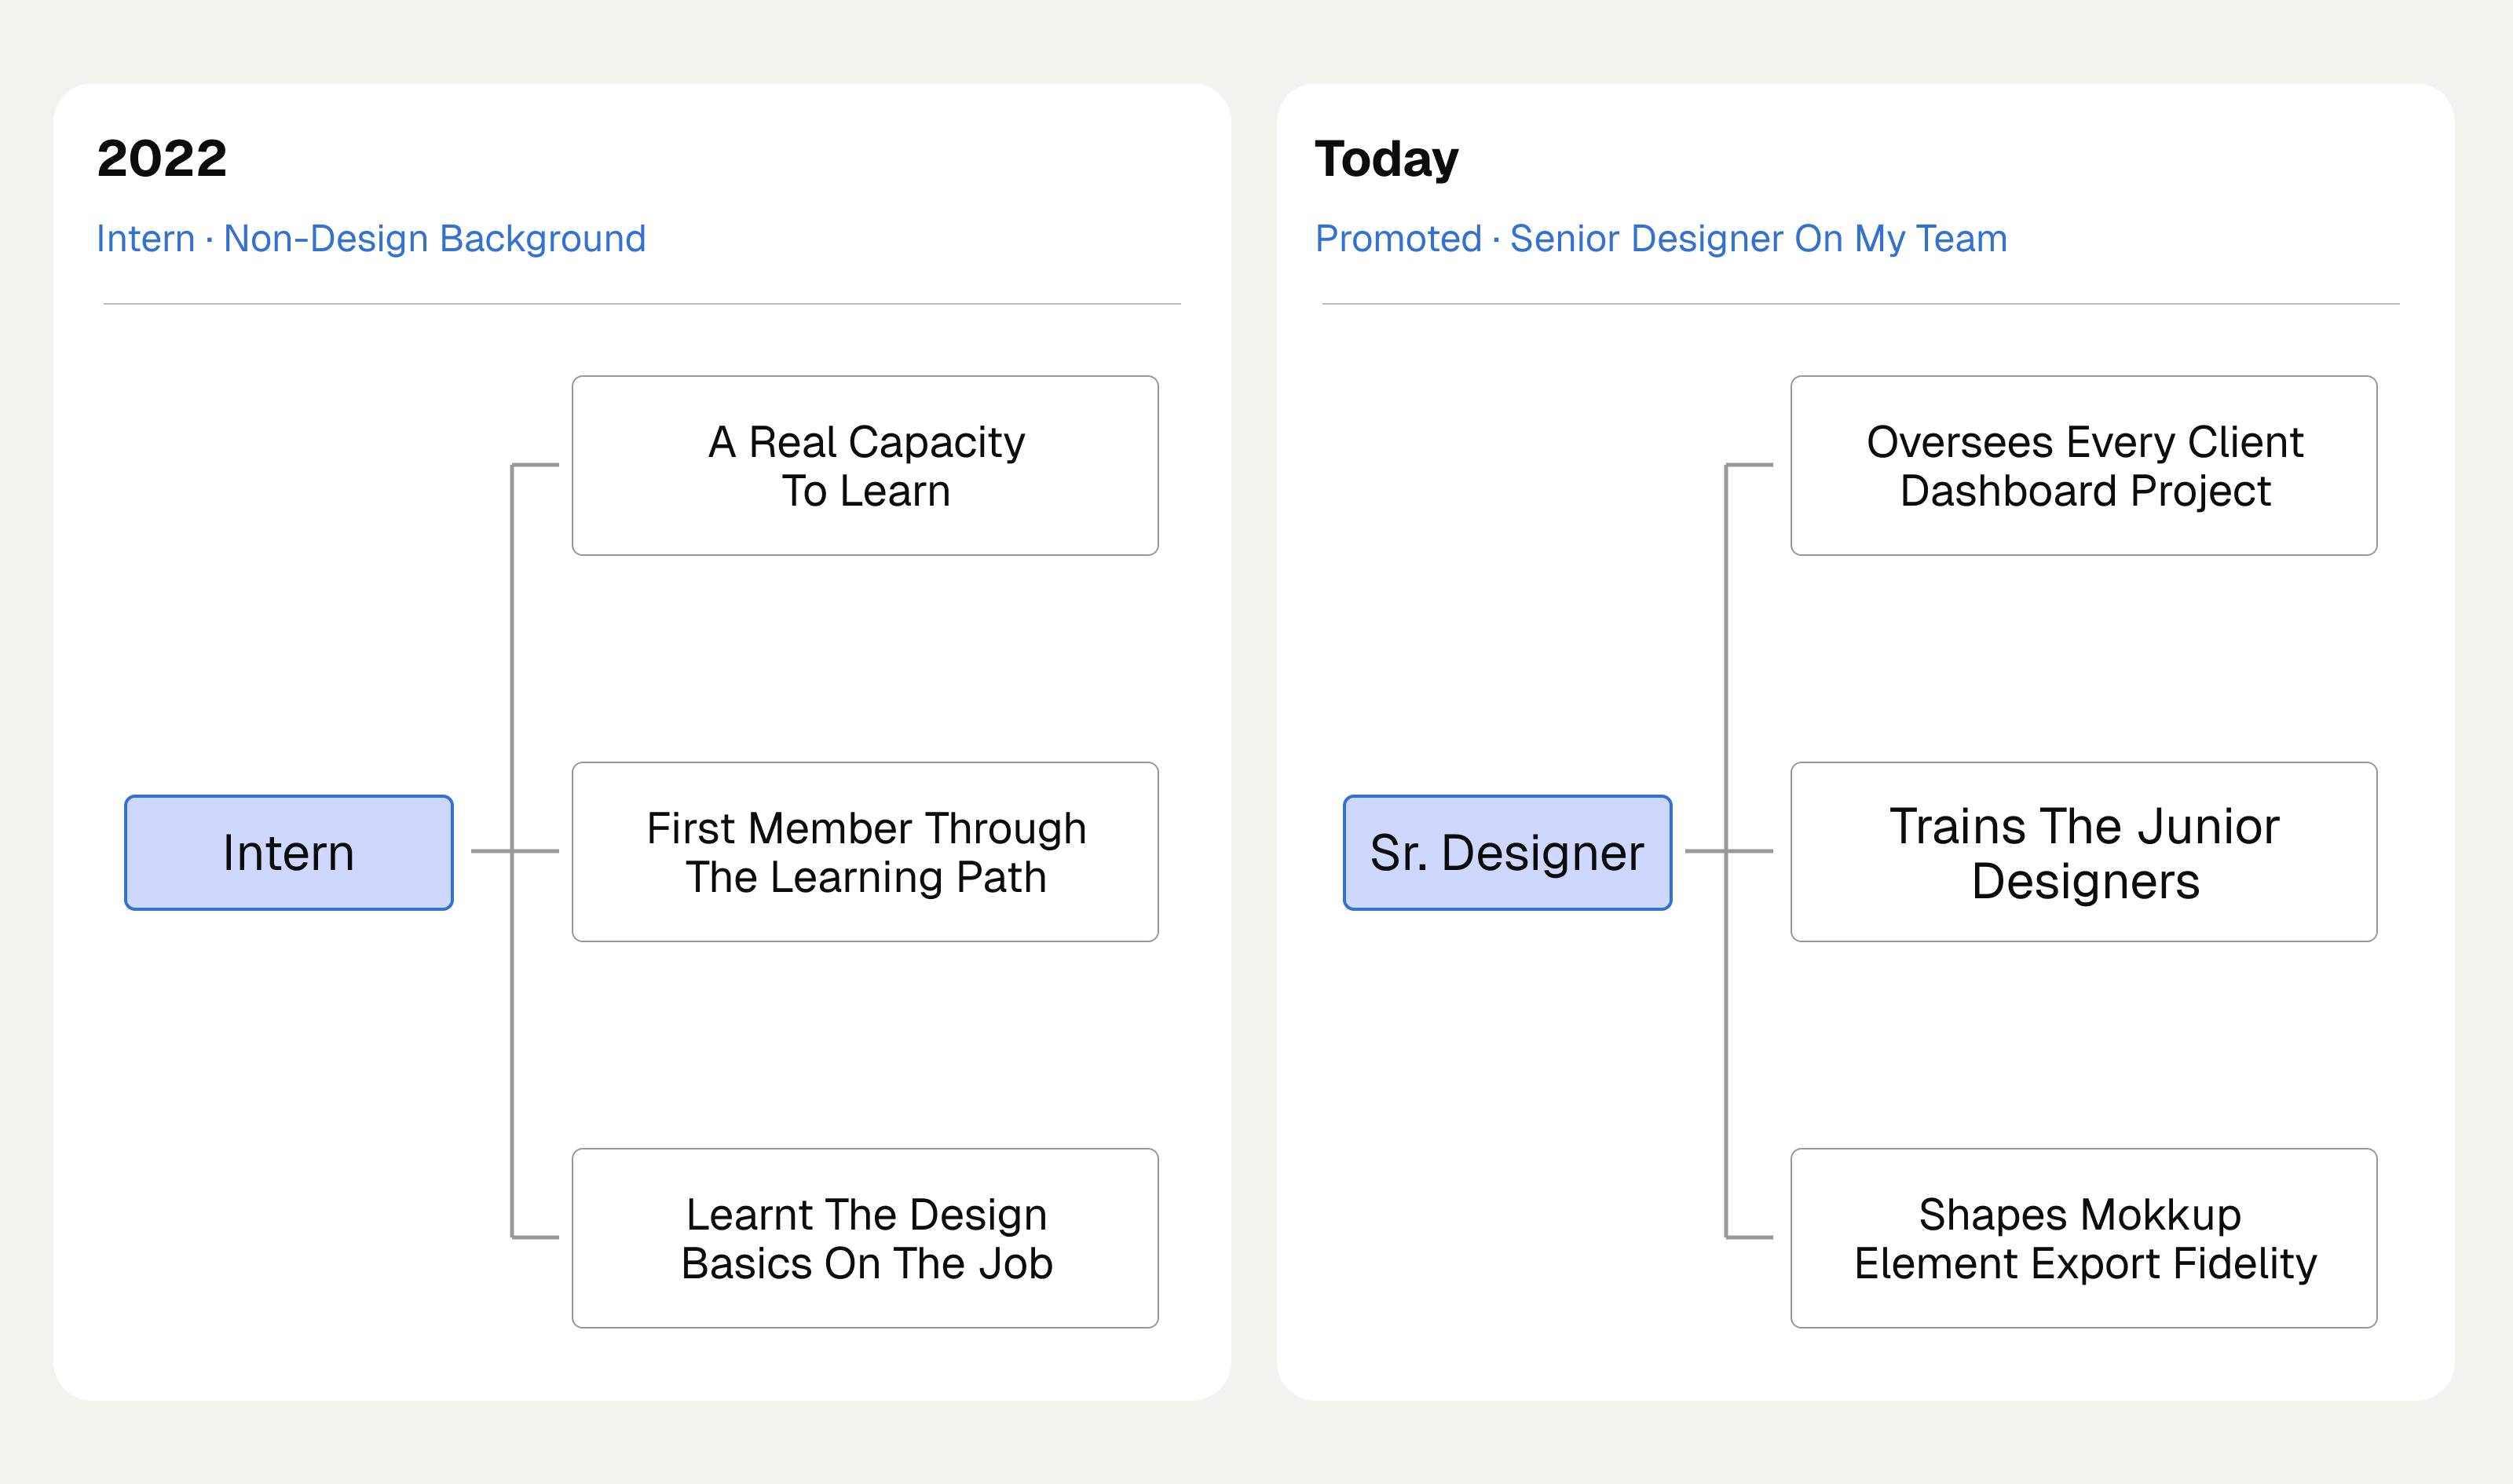 2022
Intern · Non-Design Background
Intern
A Real Capacity
To Learn
First Member Through
The Learning Path
Learnt The Design
Basics On The Job
Today
Promoted · Senior Designer On My Team
Sr. Designer
Oversees Every Client
Dashboard Project
Trains The Junior
Designers
Shapes Mokkup
Element Export Fidelity